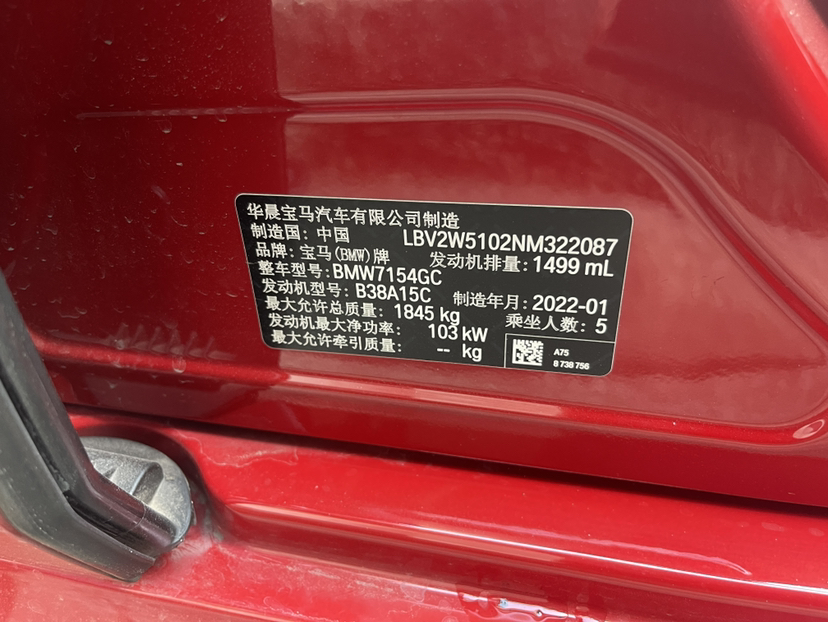 华晨宝马汽车有限公司制造
制造国: 中国 LBV2W5102NM322087
品牌: 宝马(BMW)牌 发动机排量: 1499 mL
整车型号: BMW7154GC
发动机型号: B38A15C 制造年月: 2022-01
最大允许总质量: 1845 kg 乘坐人数: 5
发动机最大净功率: 103 kW
最大允许牵引质量: -- kg
A75
8 738 756